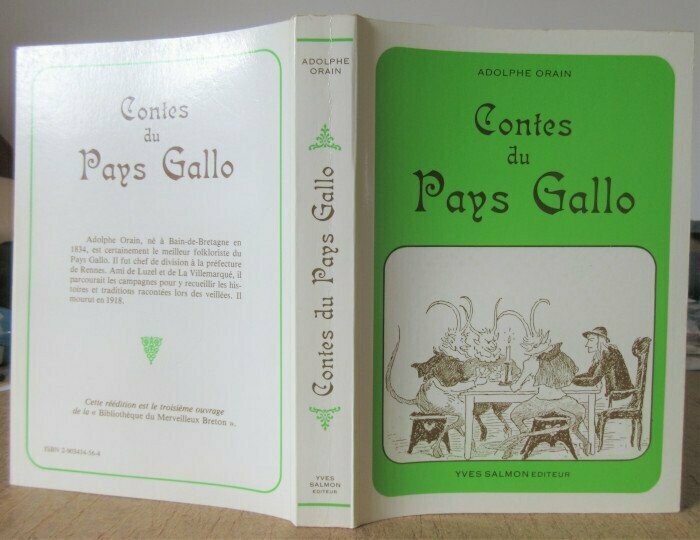 Contes
du
Pays Gallo
Adolphe Orain, né à Bain-de-Bretagne en
1834, est certainement le meilleur folkloriste du
Pays Gallo. Il fut chef de division à la préfecture
de Rennes. Ami de Luzel et de La Villemarqué, il
parcourait les campagnes pour y recueillir les his-
toires et traditions racontées lors des veillées. Il
mourut en 1918.
Cette réédition est le troisième ouvrage
de la « Bibliothèque du Merveilleux Breton ».
ISBN
ADOLPHE
ORAIN
Contes du Pays Gallo
YVES
SALMON
EDITEUR
ADOLPHE ORAIN
Contes
du
Pays Gallo
YVES SALMON EDITEUR